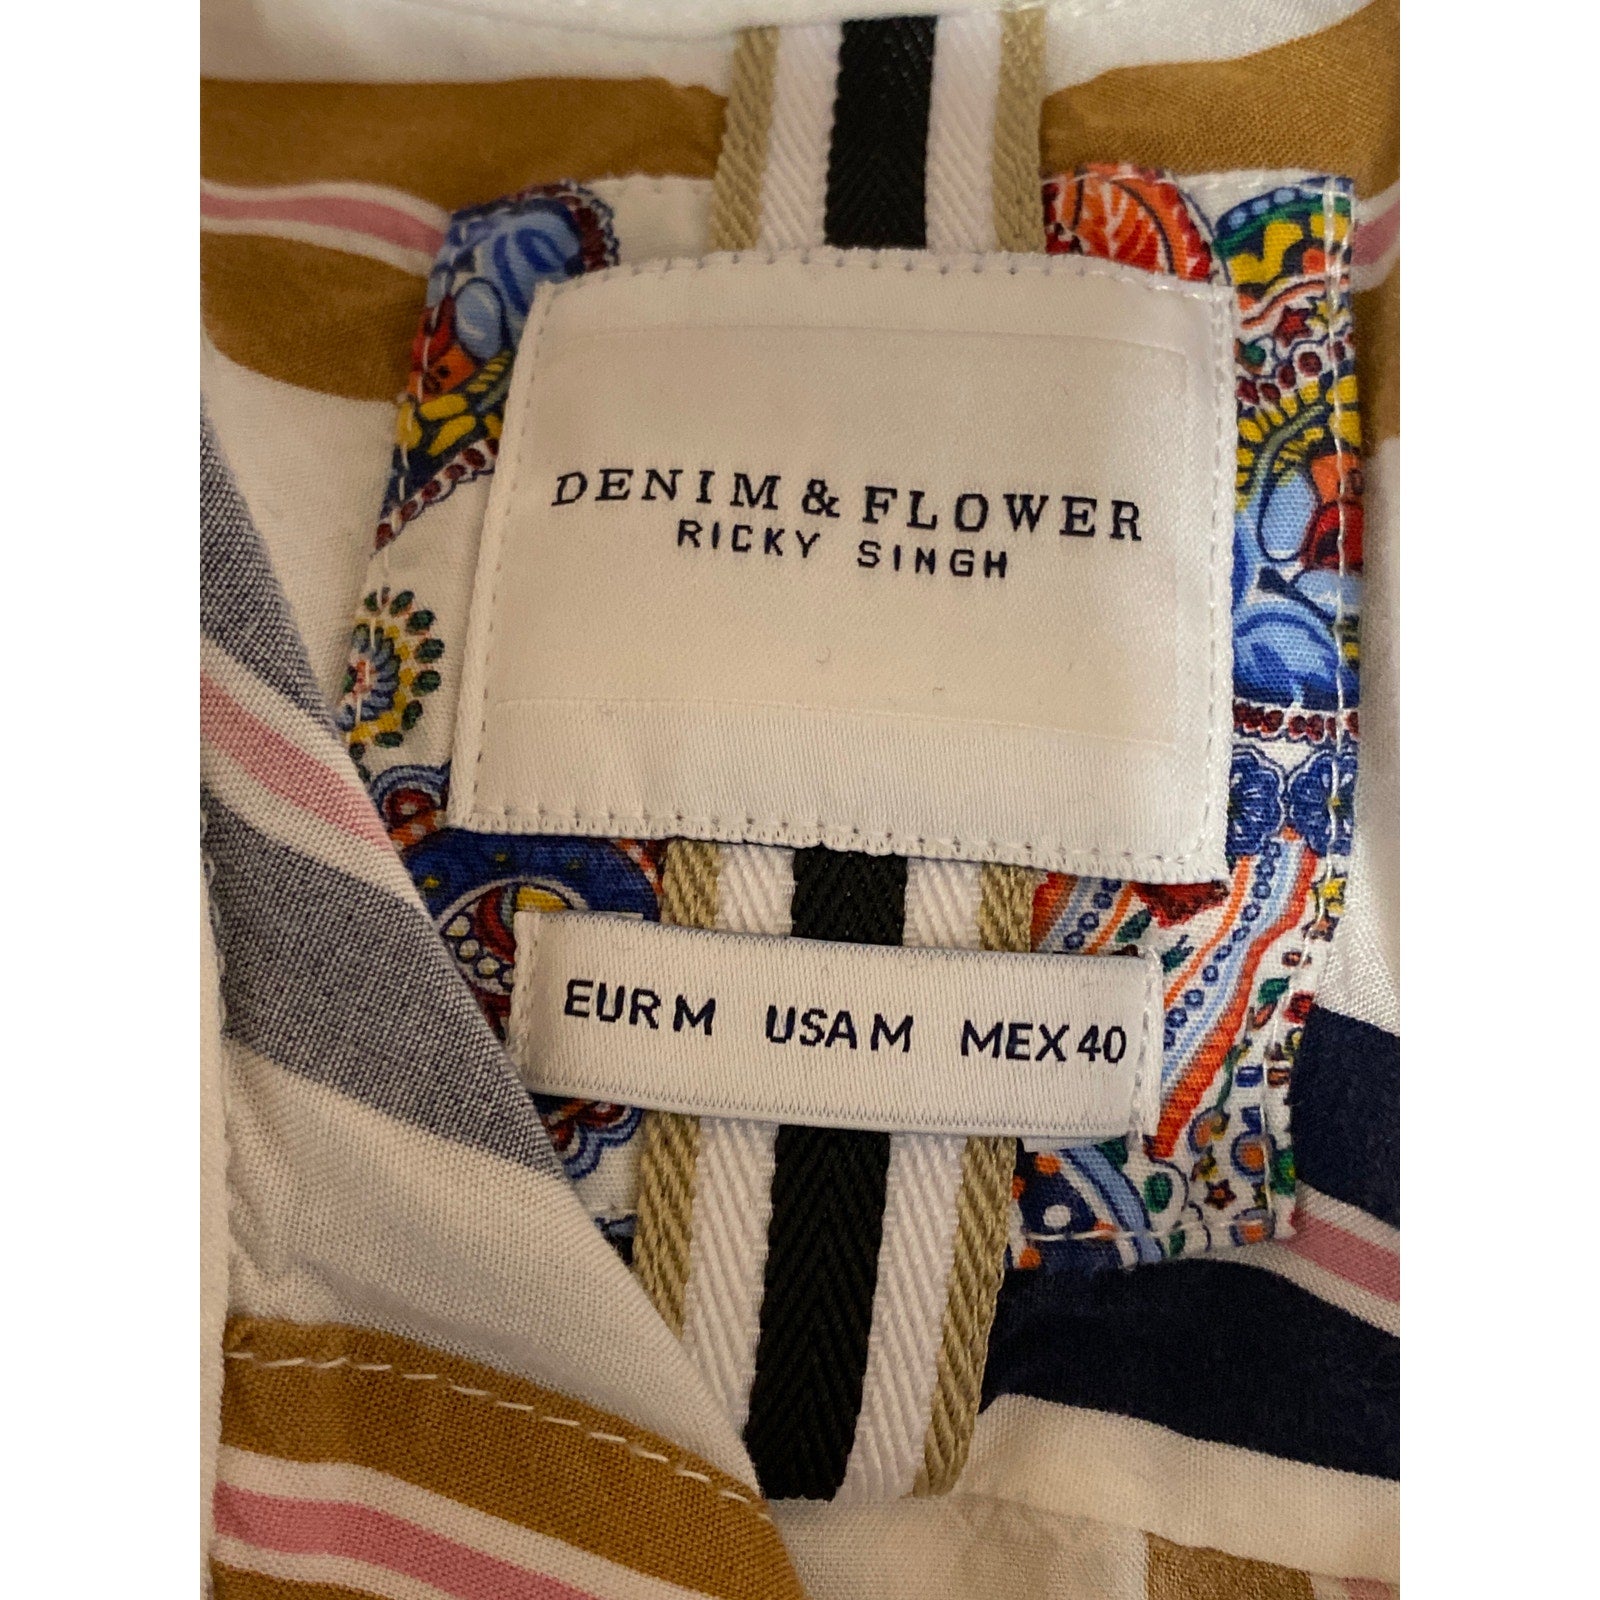 DENIM & FLOWER
RICKY SINGH
EUR M USA M MEX 40